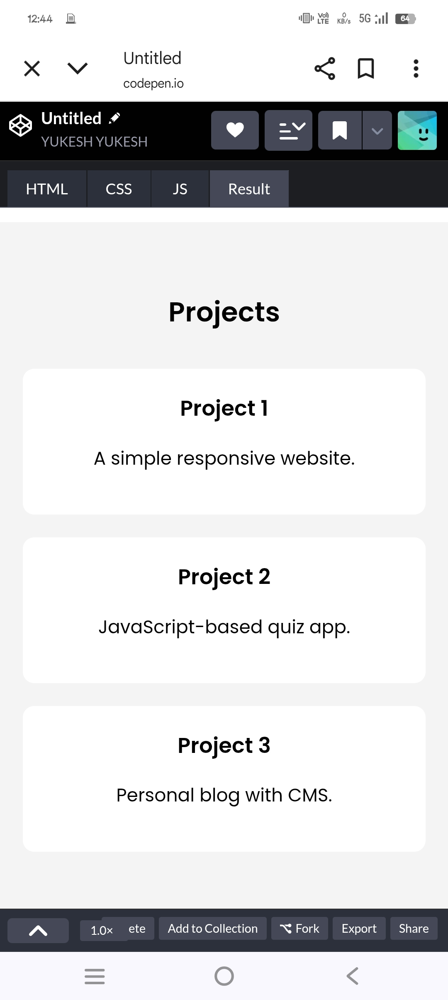 12:44
Vo)) LTE
0 KB/s
5G
64
Untitled
codepen.io
Untitled
YUKESH YUKESH
HTML CSS JS Result
Projects
Project 1
A simple responsive website.
Project 2
JavaScript-based quiz app.
Project 3
Personal blog with CMS.
1.0× ete Add to Collection Fork Export Share